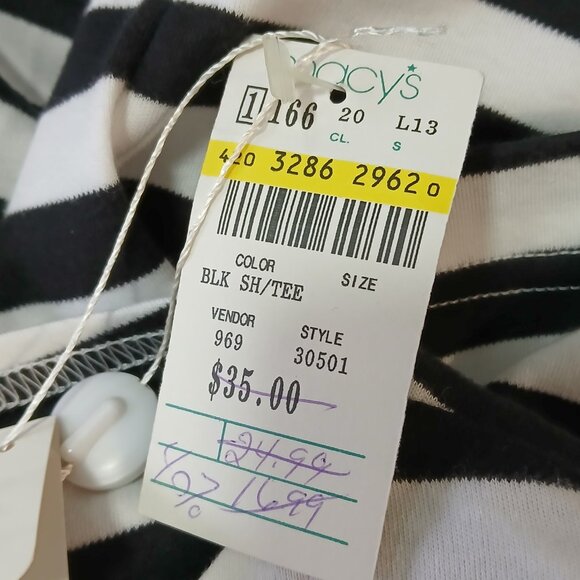 macy's
1 166 20 L13
CL. S
420 3286 2962 0
COLOR SIZE
BLK SH/TEE
VENDOR STYLE
969 30501
$35.00
24.99
16.99